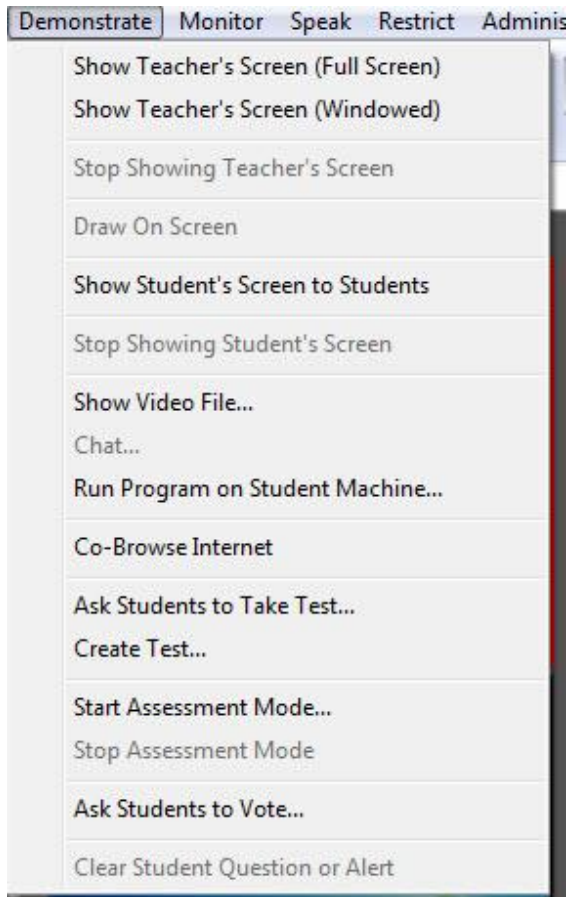 Demonstrate Monitor Speak Restrict Adminis
Show Teacher's Screen (Full Screen)
Show Teacher's Screen (Windowed)
Stop Showing Teacher's Screen
Draw On Screen
Show Student's Screen to Students
Stop Showing Student's Screen
Show Video File...
Chat...
Run Program on Student Machine...
Co-Browse Internet
Ask Students to Take Test...
Create Test...
Start Assessment Mode...
Stop Assessment Mode
Ask Students to Vote...
Clear Student Question or Alert